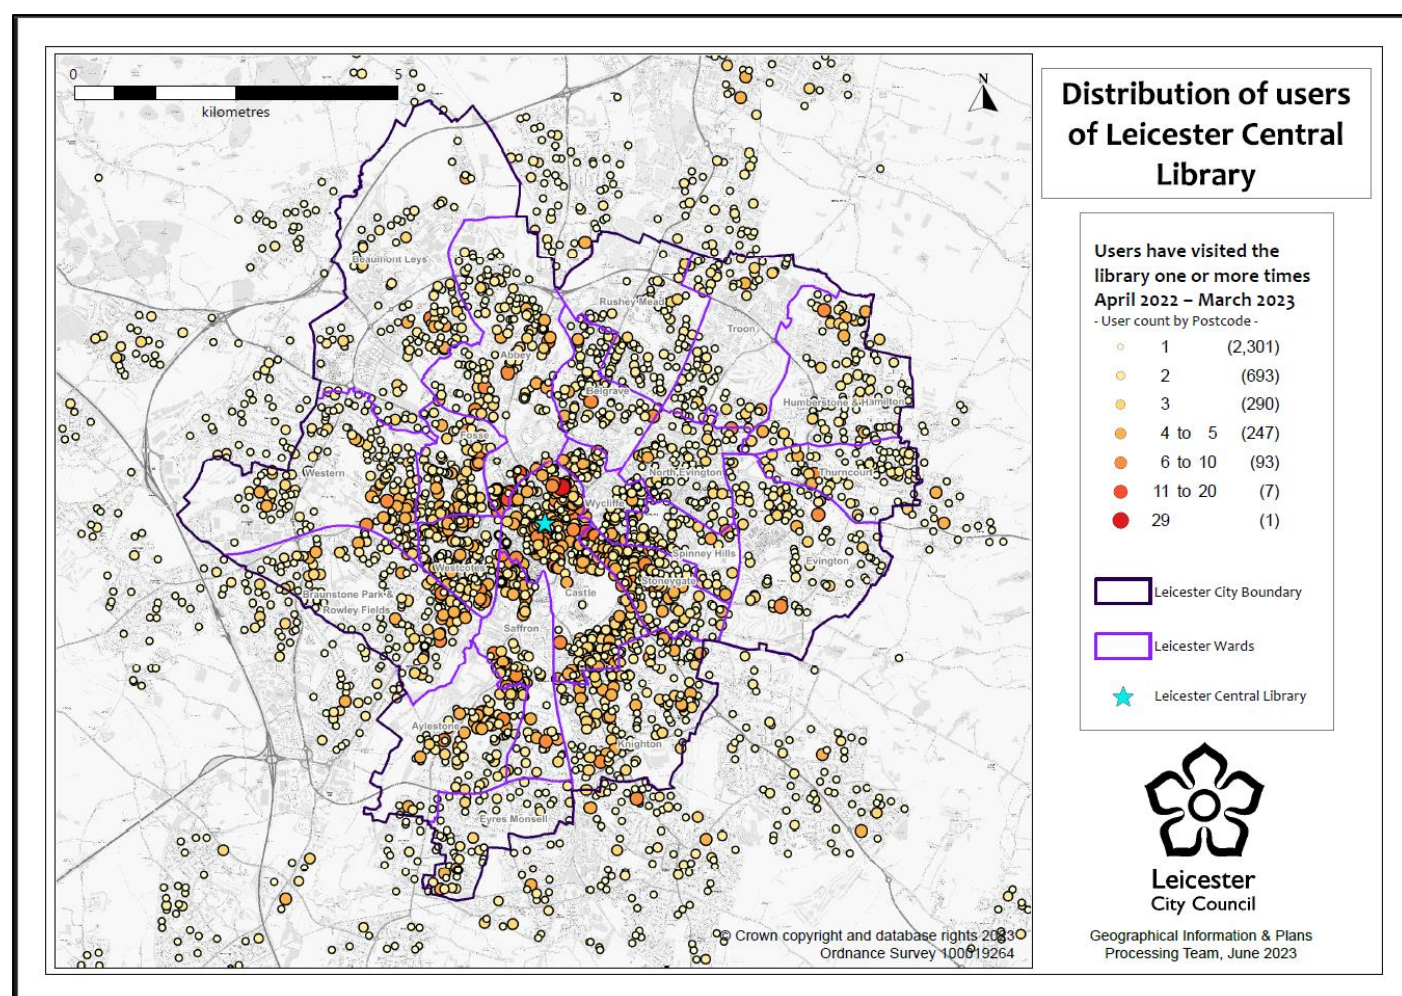 0 5
kilometres
N
Beaumont Leys
Rushey Mead
Troon
Abbey
Belgrave
Humberstone & Hamilton
Fosse
Western
North Evington
Thurncourt
Wycliffe
Spinney Hills
Evington
Westcotes
Stoneygate
Castle
Braunstone Park &
Rowley Fields
Saffron
Aylestone
Knighton
Eyres Monsell
© Crown copyright and database rights 2023
Ordnance Survey 100019264
Distribution of users
of Leicester Central
Library
Users have visited the
library one or more times
April 2022 – March 2023
- User count by Postcode -
1 (2,301)
2 (693)
3 (290)
4 to 5 (247)
6 to 10 (93)
11 to 20 (7)
29 (1)
Leicester City Boundary
Leicester Wards
Leicester Central Library
Leicester
City Council
Geographical Information & Plans
Processing Team, June 2023